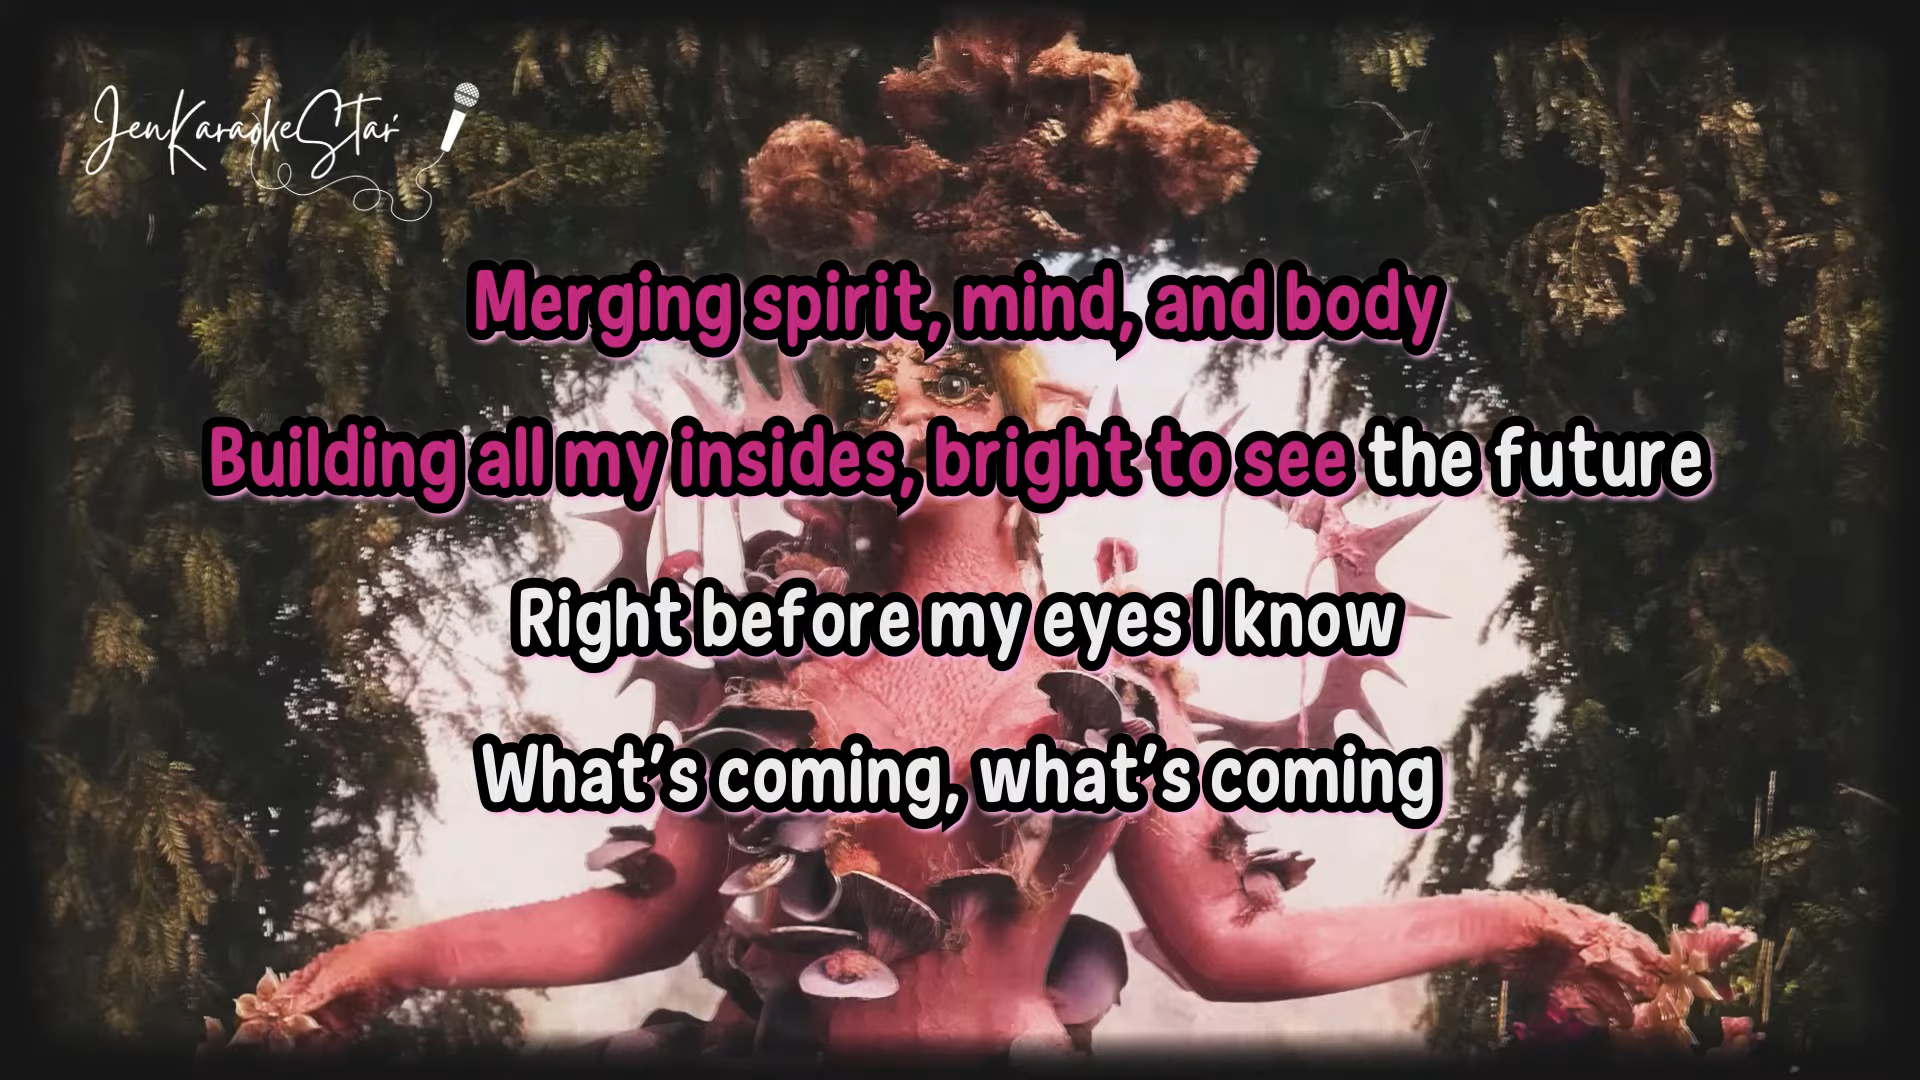 JenKaraokeStar
Merging spirit, mind, and body
Building all my insides, bright to see the future
Right before my eyes I know
What's coming, what's coming